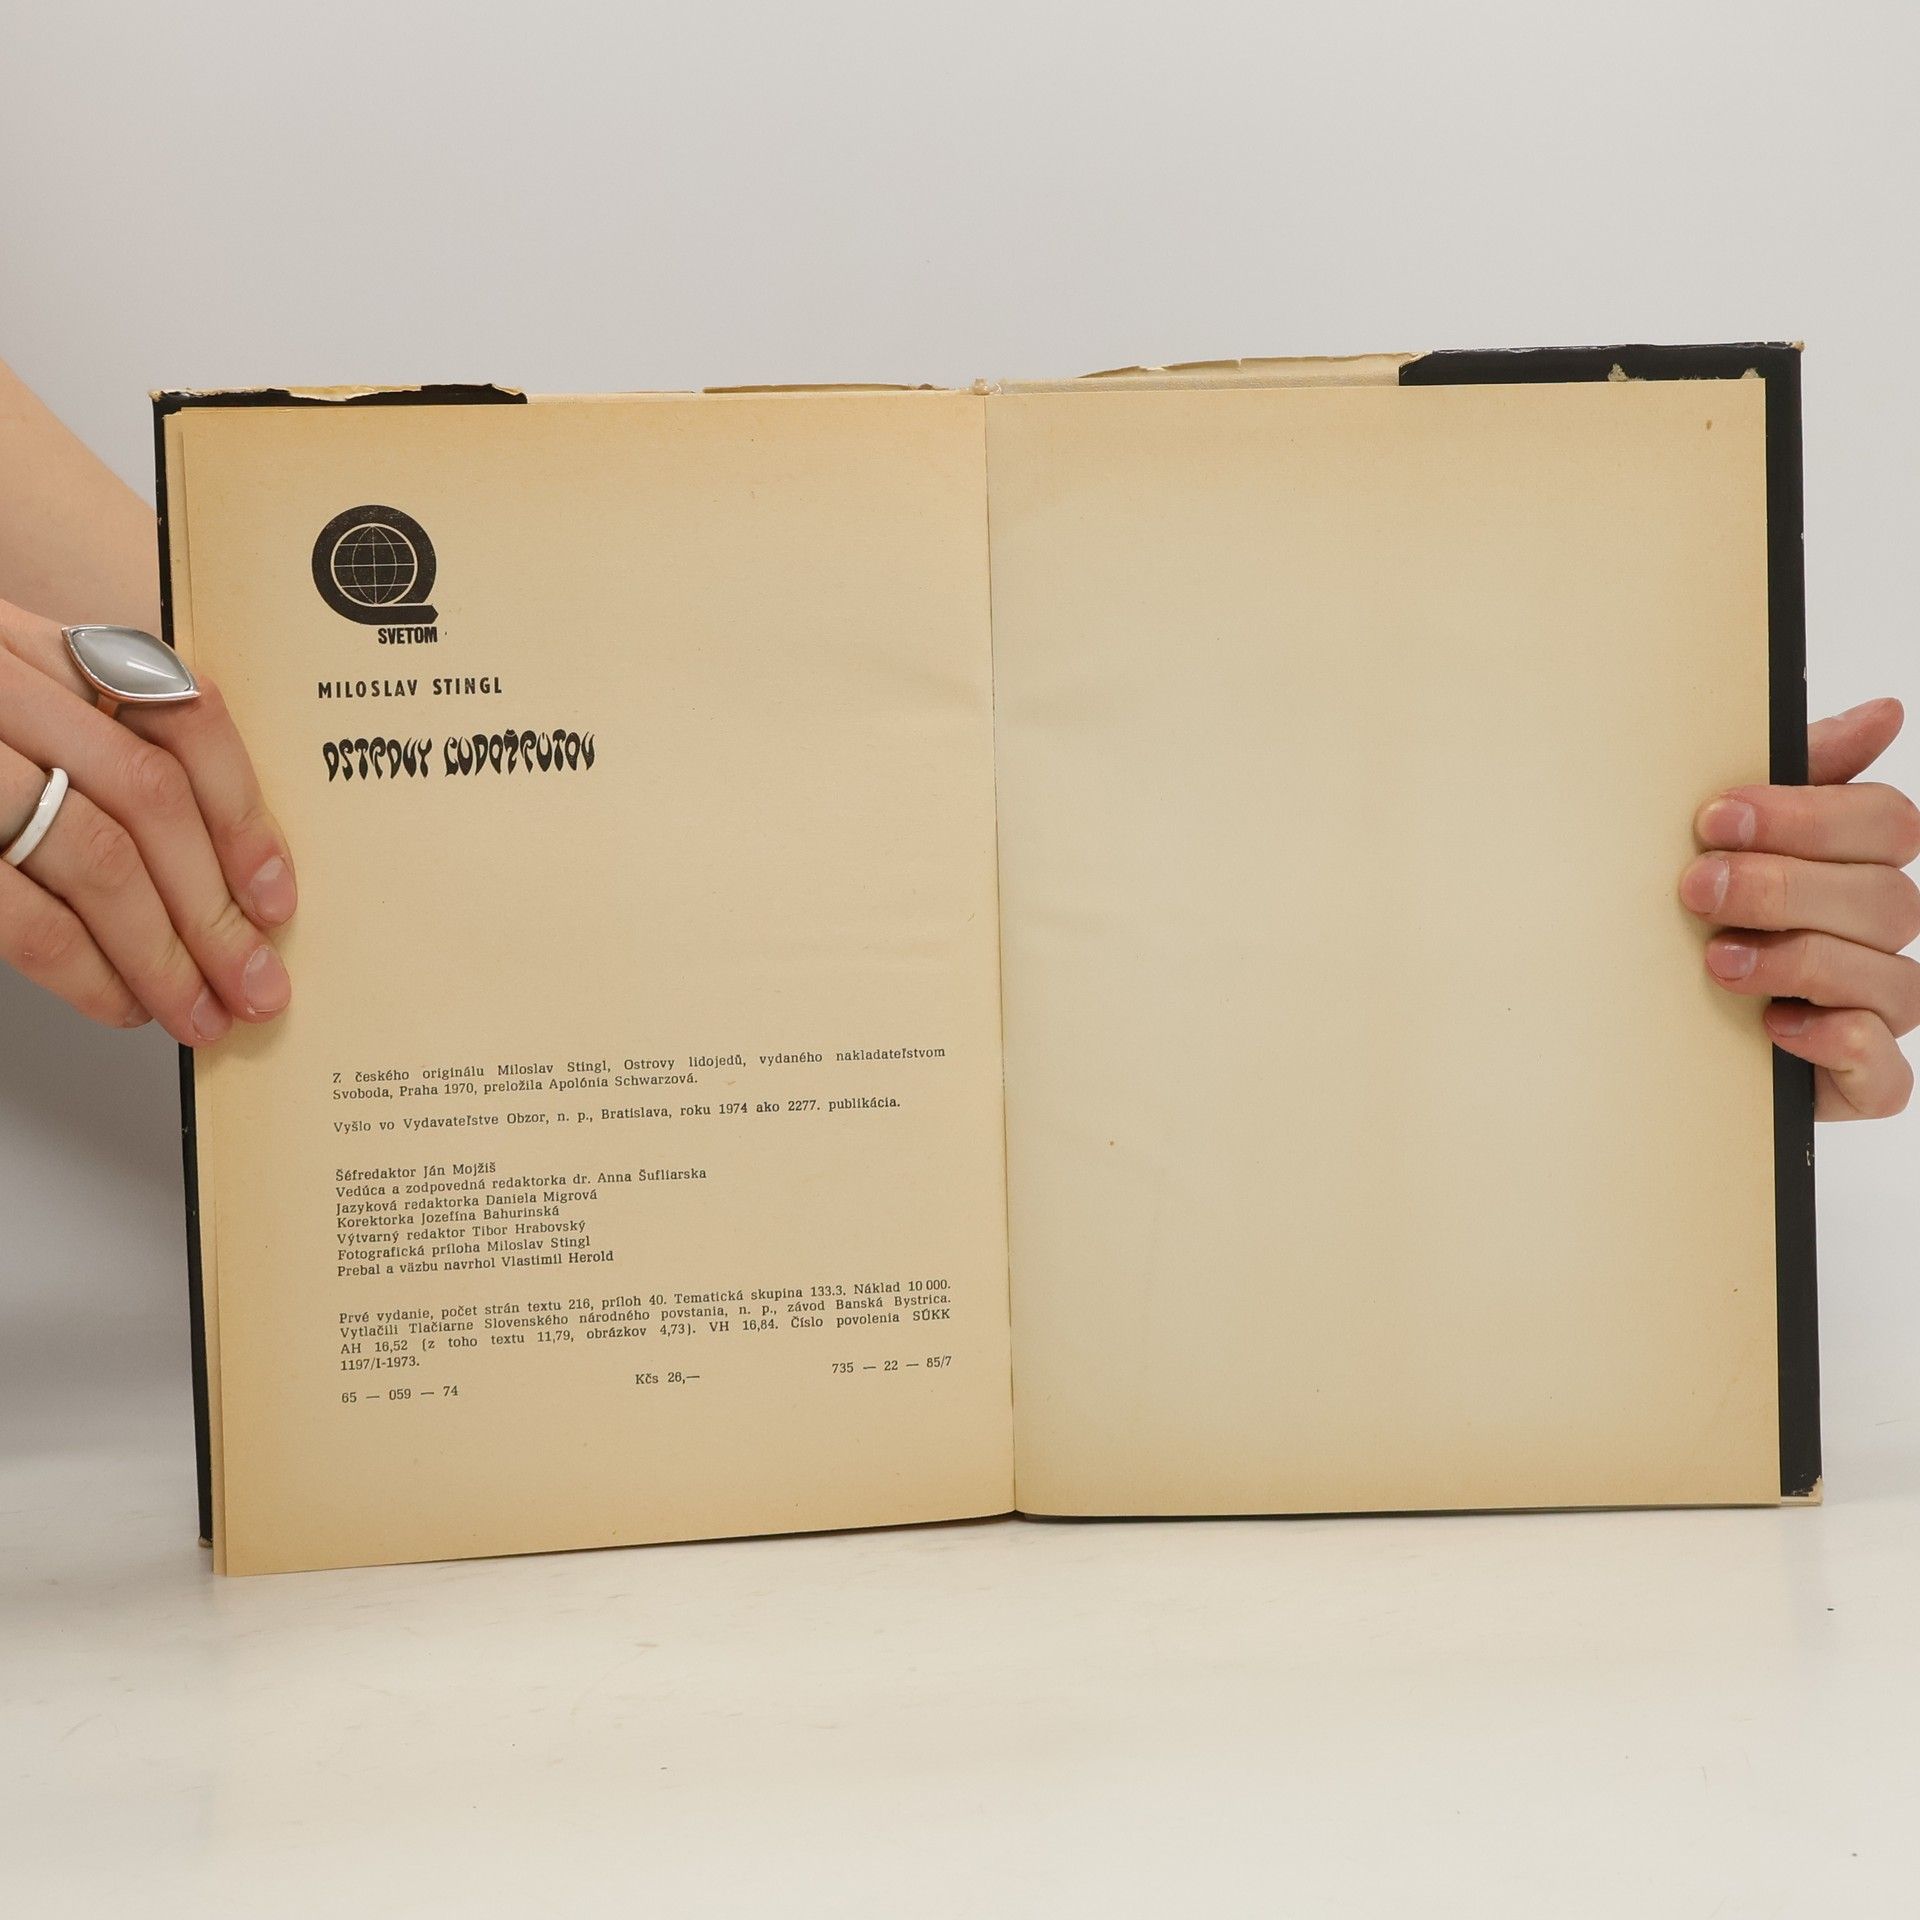 SVETOM
MILOSLAV STINGL
OSTROVY ĽUDOŽRÚTOV
Z českého originálu Miloslav Stingl, Ostrovy lidojedů, vydaného nakladateľstvom
Svoboda, Praha 1970, preložila Apolónia Schwarzová.
Vyšlo vo Vydavateľstve Obzor, n. p., Bratislava, roku 1974 ako 2277. publikácia.
Šéfredaktor Ján Mojžiš
Vedúca a zodpovedná redaktorka dr. Anna Šufliarska
Jazyková redaktorka Daniela Migrová
Korektorka Jozefína Bahurinská
Výtvarný redaktor Tibor Hrabovský
Fotografická príloha Miloslav Stingl
Prebal a väzbu navrhol Vlastimil Herold
Prvé vydanie, počet strán textu 216, príloh 40. Tematická skupina 133.3. Náklad 10 000.
Vytlačili Tlačiarne Slovenského národného povstania, n. p., závod Banská Bystrica.
AH 16,52 (z toho textu 11,79, obrázkov 4,73). VH 16,84. Číslo povolenia SÚKK
1197/I-1973.
65 — 059 — 74 Kčs 26,— 735 — 22 — 85/7